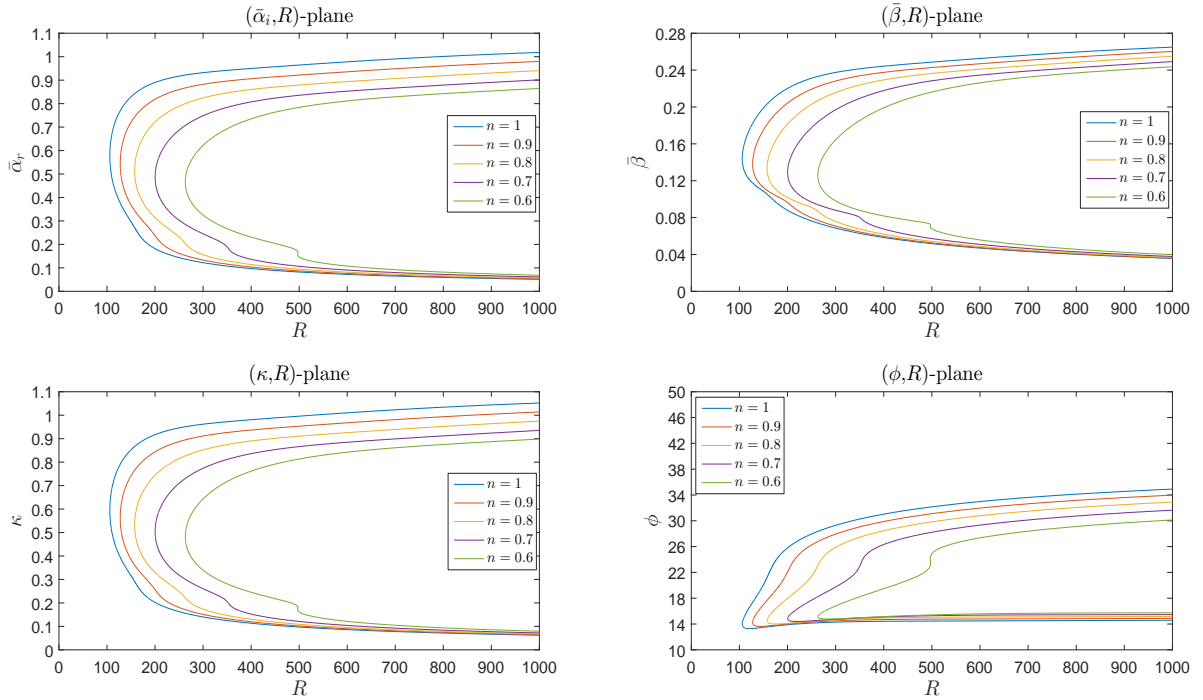 (ᾱᵢ,R)-plane
1.1
1
0.9
0.8
0.7
0.6
0.5
0.4
0.3
0.2
0.1
0
ᾱᵣ
n = 1
n = 0.9
n = 0.8
n = 0.7
n = 0.6
0 100 200 300 400 500 600 700 800 900 1000
R
(β̄,R)-plane
0.28
0.24
0.2
0.16
0.12
0.08
0.04
0
β̄
n = 1
n = 0.9
n = 0.8
n = 0.7
n = 0.6
0 100 200 300 400 500 600 700 800 900 1000
R
(κ,R)-plane
1.1
1
0.9
0.8
0.7
0.6
0.5
0.4
0.3
0.2
0.1
0
κ
n = 1
n = 0.9
n = 0.8
n = 0.7
n = 0.6
0 100 200 300 400 500 600 700 800 900 1000
R
(ϕ,R)-plane
50
46
42
38
34
30
26
22
18
14
10
ϕ
n = 1
n = 0.9
n = 0.8
n = 0.7
n = 0.6
0 100 200 300 400 500 600 700 800 900 1000
R